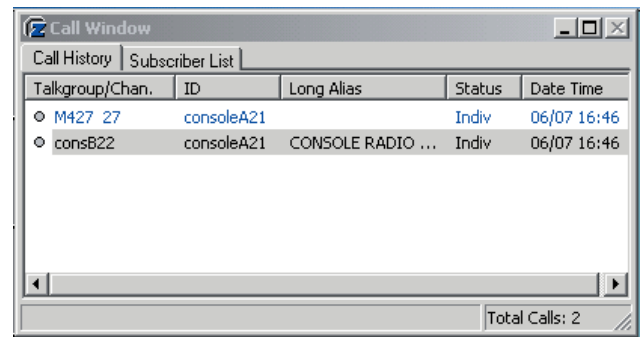 Call Window
Call History Subscriber List
Talkgroup/Chan. ID Long Alias Status Date Time
M427 27 consoleA21 Indiv 06/07 16:46
consB22 consoleA21 CONSOLE RADIO ... Indiv 06/07 16:46
Total Calls: 2